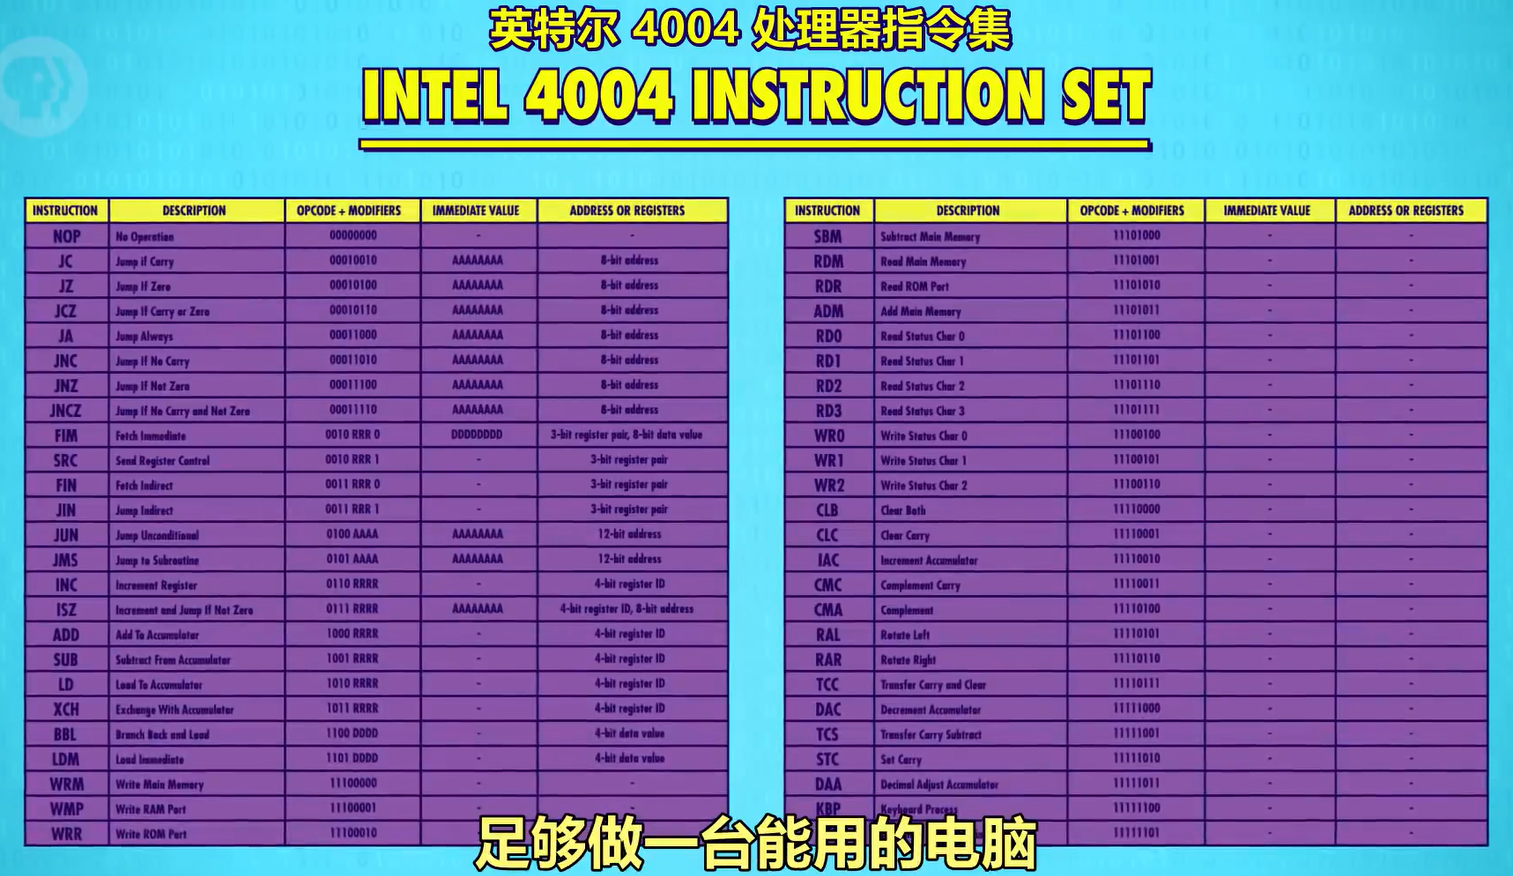 英特尔 4004 处理器指令集
INTEL 4004 INSTRUCTION SET
INSTRUCTION DESCRIPTION OPCODE + MODIFIERS IMMEDIATE VALUE ADDRESS OR REGISTERS
NOP No Operation 00000000 - -
JC Jump if Carry 00010010 AAAAAAAA 8-bit address
JZ Jump If Zero 00010100 AAAAAAAA 8-bit address
JCZ Jump If Carry or Zero 00010110 AAAAAAAA 8-bit address
JA Jump Always 00011000 AAAAAAAA 8-bit address
JNC Jump If No Carry 00011010 AAAAAAAA 8-bit address
JNZ Jump If Not Zero 00011100 AAAAAAAA 8-bit address
JNCZ Jump If No Carry and Not Zero 00011110 AAAAAAAA 8-bit address
FIM Fetch Immediate 0010 RRR 0 DDDDDDDD 3-bit register pair, 8-bit data value
SRC Send Register Control 0010 RRR 1 - 3-bit register pair
FIN Fetch Indirect 0011 RRR 0 - 3-bit register pair
JIN Jump Indirect 0011 RRR 1 - 3-bit register pair
JUN Jump Unconditional 0100 AAAA AAAAAAAA 12-bit address
JMS Jump to Subroutine 0101 AAAA AAAAAAAA 12-bit address
INC Increment Register 0110 RRRR - 4-bit register ID
ISZ Increment and Jump If Not Zero 0111 RRRR AAAAAAAA 4-bit register ID, 8-bit address
ADD Add To Accumulator 1000 RRRR - 4-bit register ID
SUB Subtract From Accumulator 1001 RRRR - 4-bit register ID
LD Load To Accumulator 1010 RRRR - 4-bit register ID
XCH Exchange With Accumulator 1011 RRRR - 4-bit register ID
BBL Branch Back and Load 1100 DDDD - 4-bit data value
LDM Load Immediate 1101 DDDD - 4-bit data value
WRM Write Main Memory 11100000 - -
WMP Write RAM Port 11100001 - -
WRR Write ROM Port 11100010
INSTRUCTION DESCRIPTION OPCODE + MODIFIERS IMMEDIATE VALUE ADDRESS OR REGISTERS
SBM Subtract Main Memory 11101000 - -
RDM Read Main Memory 11101001 - -
RDR Read ROM Port 11101010 - -
ADM Add Main Memory 11101011 - -
RD0 Read Status Char 0 11101100 - -
RD1 Read Status Char 1 11101101 - -
RD2 Read Status Char 2 11101110 - -
RD3 Read Status Char 3 11101111 - -
WR0 Write Status Char 0 11100100 - -
WR1 Write Status Char 1 11100101 - -
WR2 Write Status Char 2 11100110 - -
CLB Clear Both 11110000 - -
CLC Clear Carry 11110001 - -
IAC Increment Accumulator 11110010 - -
CMC Complement Carry 11110011 - -
CMA Complement 11110100 - -
RAL Rotate Left 11110101 - -
RAR Rotate Right 11110110 - -
TCC Transfer Carry and Clear 11110111 - -
DAC Decrement Accumulator 11111000 - -
TCS Transfer Carry Subtract 11111001 - -
STC Set Carry 11111010 - -
DAA Decimal Adjust Accumulator 11111011 - -
KBP Keyboard Process 11111100 - -
11111101 - -
足够做一台能用的电脑